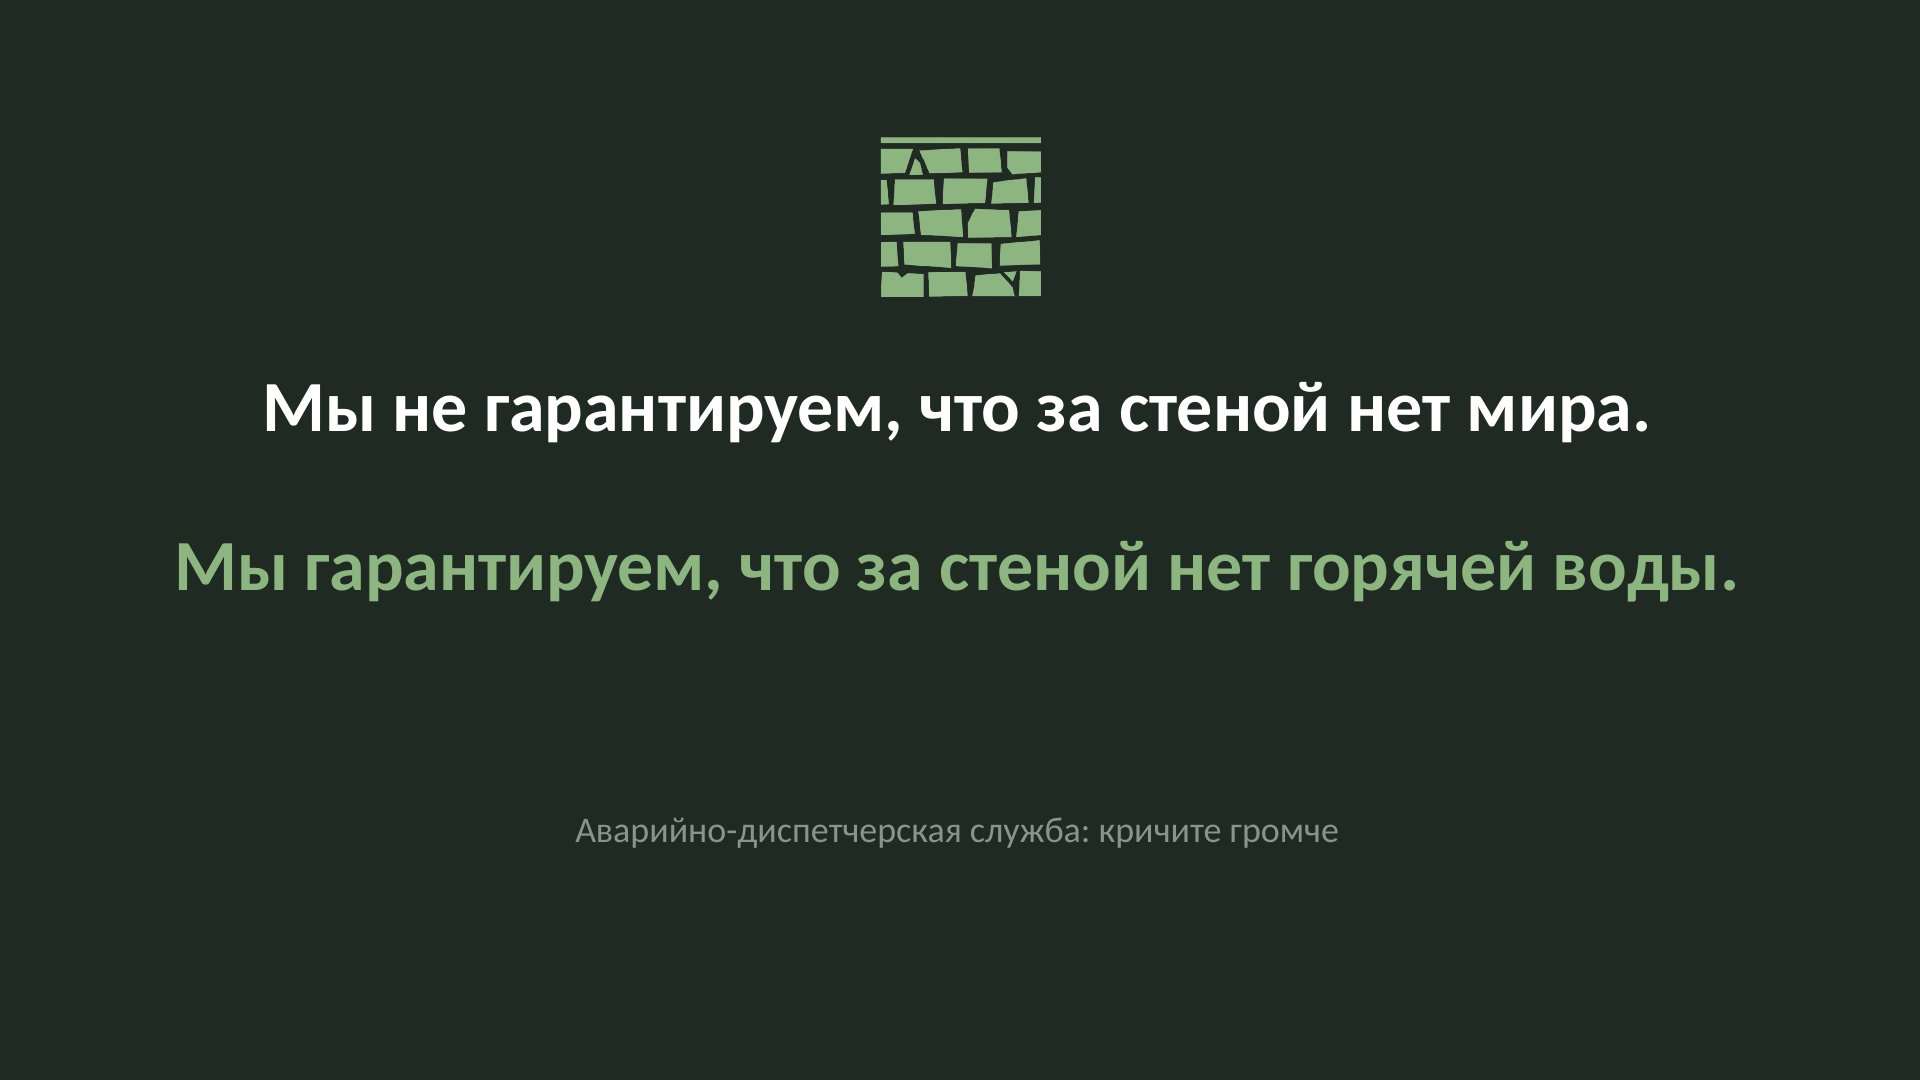 Мы не гарантируем, что за стеной нет мира.
Мы гарантируем, что за стеной нет горячей воды.
Аварийно-диспетчерская служба: кричите громче